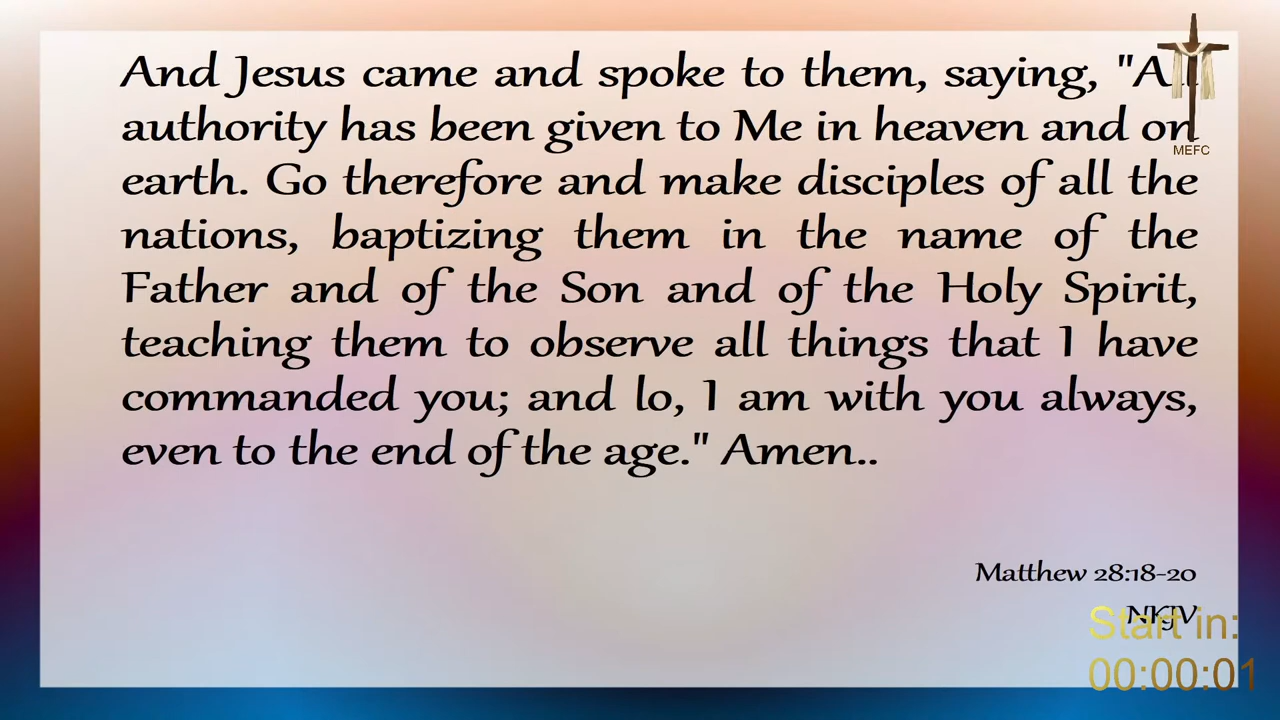 And Jesus came and spoke to them, saying, "All
authority has been given to Me in heaven and on
earth. Go therefore and make disciples of all the
nations, baptizing them in the name of the
Father and of the Son and of the Holy Spirit,
teaching them to observe all things that I have
commanded you; and lo, I am with you always,
even to the end of the age." Amen..
MEFC
Matthew 28:18-20
NKJV
Start in:
00:00:01